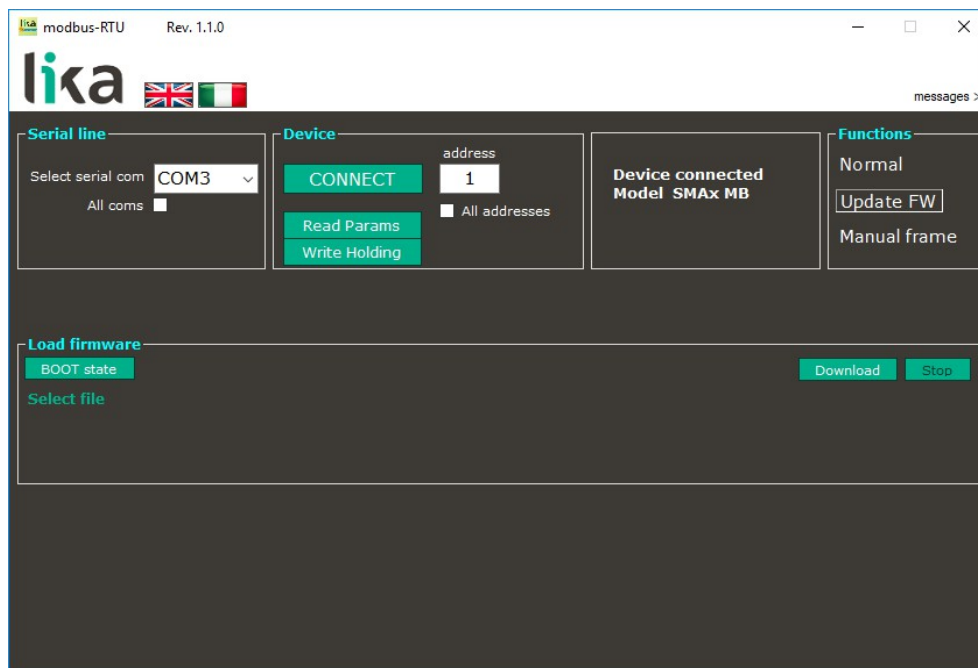 modbus-RTU Rev. 1.1.0
lika
messages >
Serial line
Select serial com COM3
All coms
Device
address
CONNECT 1
All addresses
Read Params
Write Holding
Device connected
Model SMAx MB
Functions
Normal
Update FW
Manual frame
Load firmware
BOOT state Download Stop
Select file